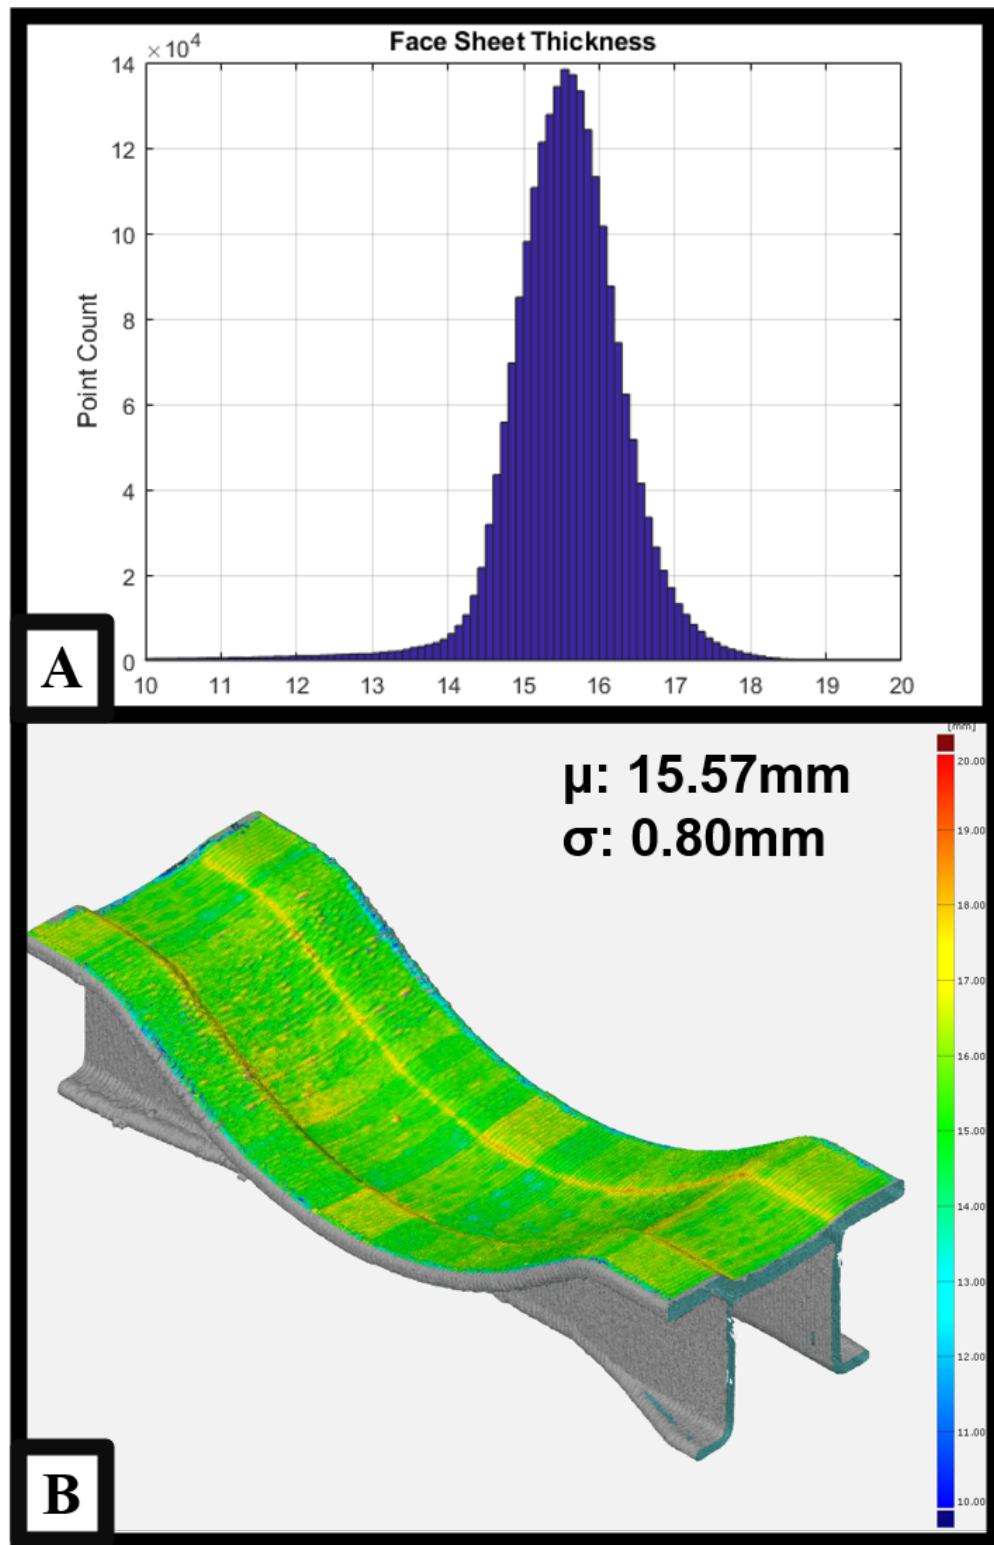 Face Sheet Thickness
×10⁴
14
12
10
8
6
4
2
0
Point Count
10 11 12 13 14 15 16 17 18 19 20
A
[mm]
μ: 15.57mm
σ: 0.80mm
20.00
19.00
18.00
17.00
16.00
15.00
14.00
13.00
12.00
11.00
10.00
B